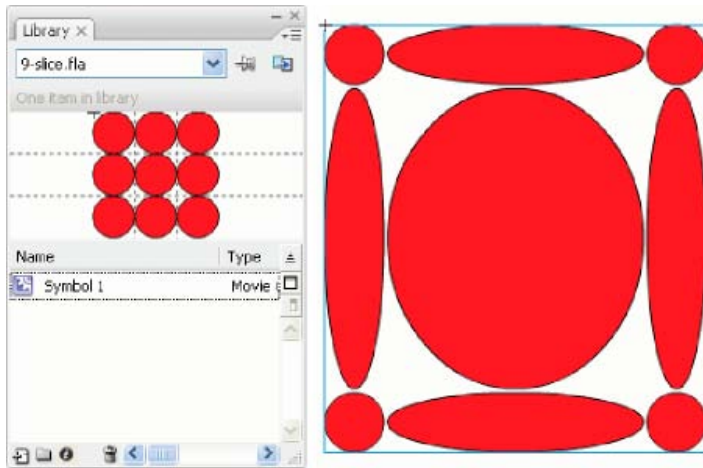 Library
9-slice.fla
One item in library
Name Type
Symbol 1 Movie